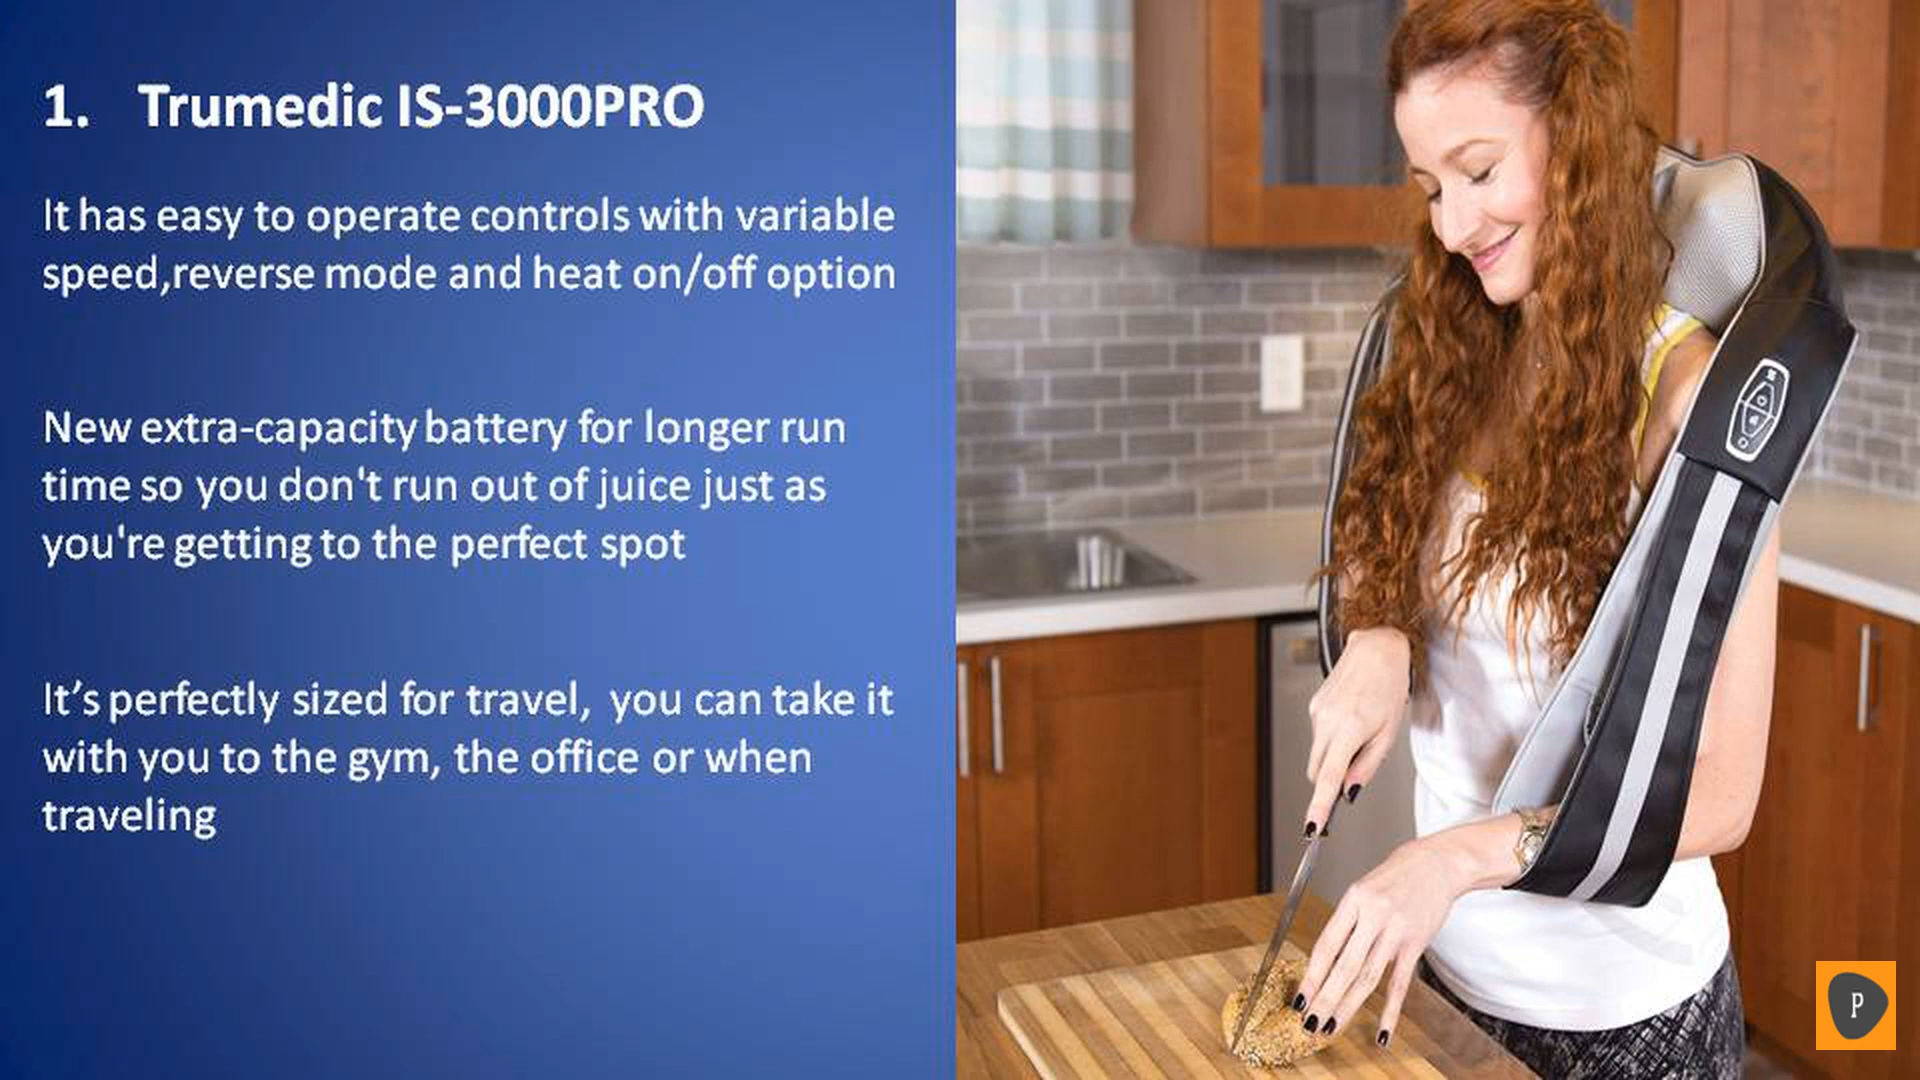 1. Trumedic IS-3000PRO
It has easy to operate controls with variable
speed,reverse mode and heat on/off option
New extra-capacity battery for longer run
time so you don't run out of juice just as
you're getting to the perfect spot
It’s perfectly sized for travel, you can take it
with you to the gym, the office or when
traveling
P